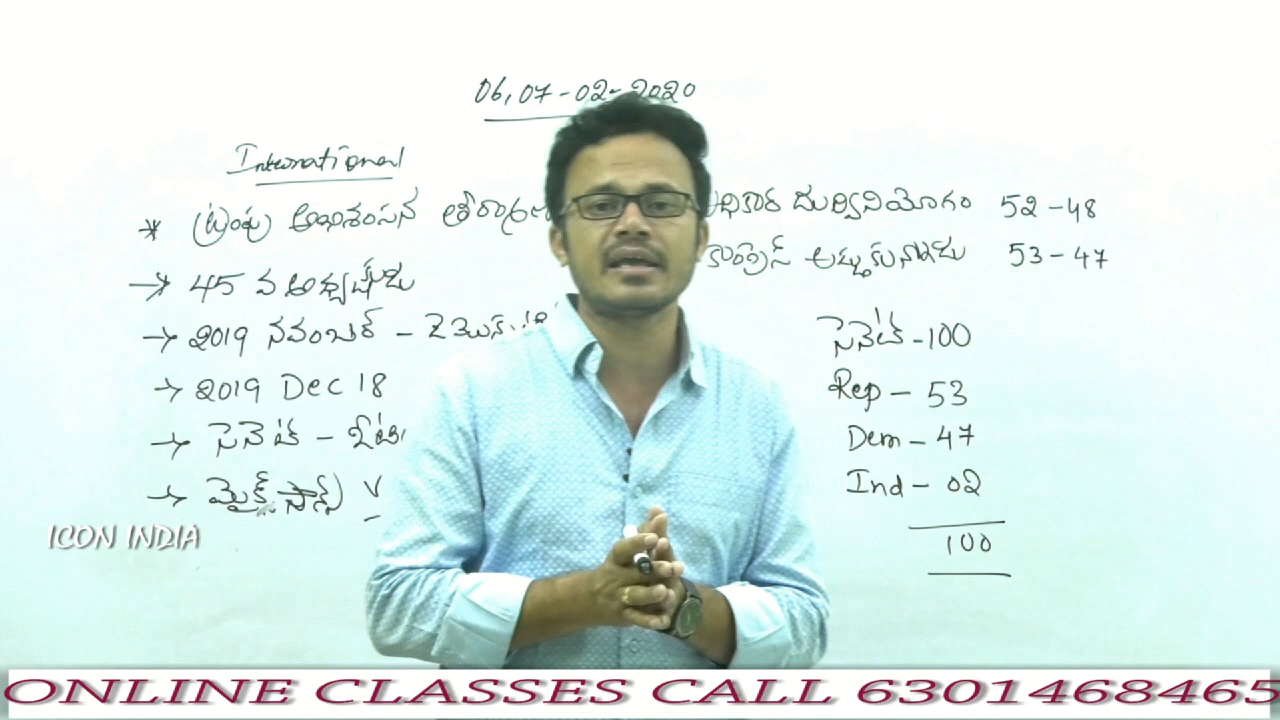 06, 07-02-2020
International
* ట్రంపు అభిశంసన తీర్మాన అధికార దుర్వినియోగం 52-48
కాంగ్రెస్ అడ్డుకున్నాడు 53-47
→ 45 వ అధ్యక్షుడు
→ 2019 నవంబర్ -
→ 2019 Dec 18
→ సెనెట్ - ఓటిం
→ మైక్ పెన్స్ V
సెనెట్ -100
Rep - 53
Dem - 47
Ind - 02
100
ICON INDIA
ONLINE CLASSES CALL 6301468465